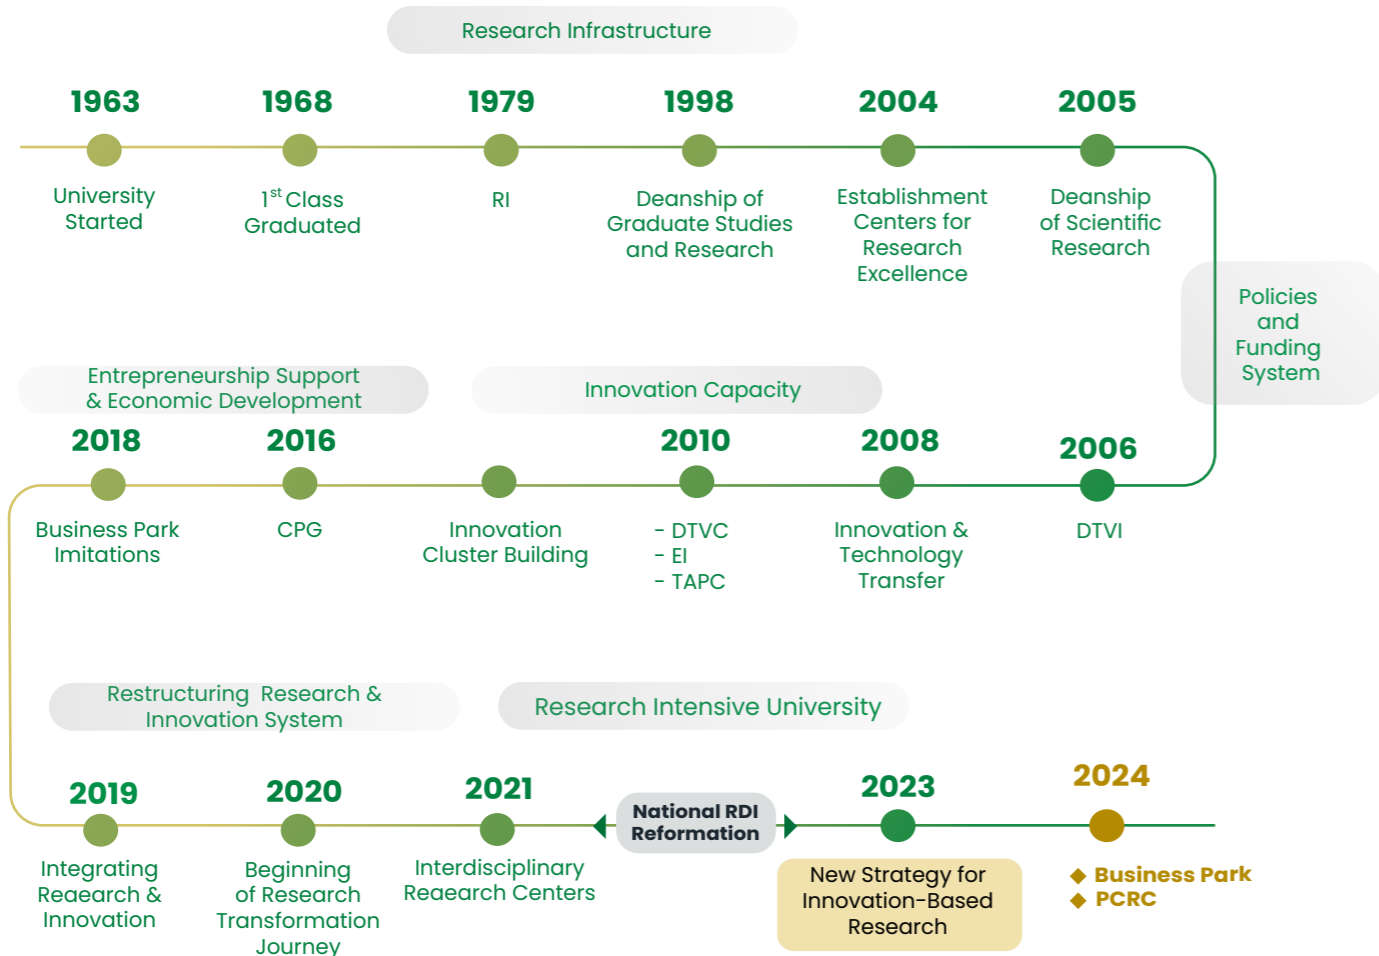 Research Infrastructure
1963
1968
1979
1998
2004
2005
University
Started
1st Class
Graduated
RI
Deanship of
Graduate Studies
and Research
Establishment
Centers for
Research
Excellence
Deanship
of Scientific
Research
Policies
and
Funding
System
Entrepreneurship Support
& Economic Development
Innovation Capacity
2018
2016
2010
2008
2006
Business Park
Imitations
CPG
Innovation
Cluster Building
- DTVC
- EI
- TAPC
Innovation &
Technology
Transfer
DTVI
Restructuring Research &
Innovation System
Research Intensive University
2019
2020
2021
National RDI
Reformation
2023
2024
Integrating
Reaearch &
Innovation
Beginning
of Research
Transformation
Journey
Interdisciplinary
Reaearch Centers
New Strategy for
Innovation-Based
Research
◆ Business Park
◆ PCRC